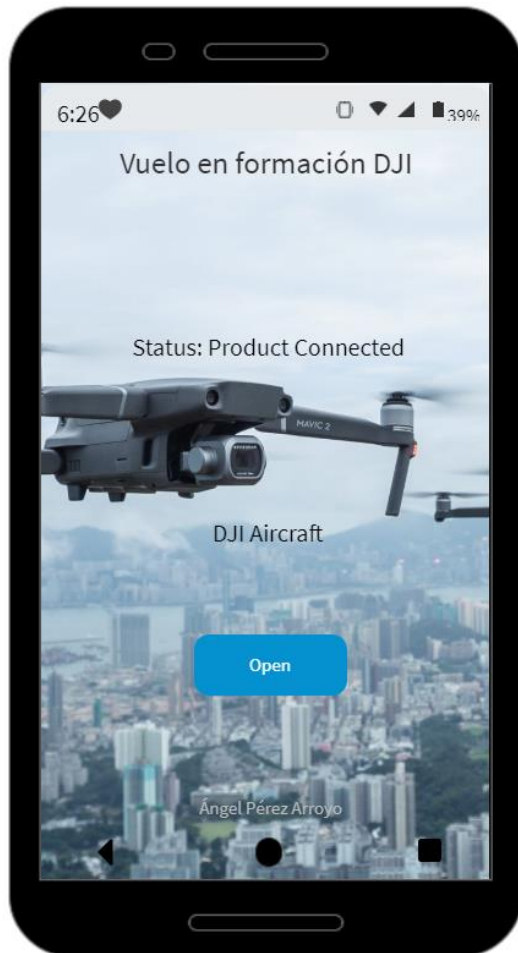 6:26
39%
Vuelo en formación DJI
Status: Product Connected
MAVIC 2
DJI Aircraft
Open
Ángel Pérez Arroyo